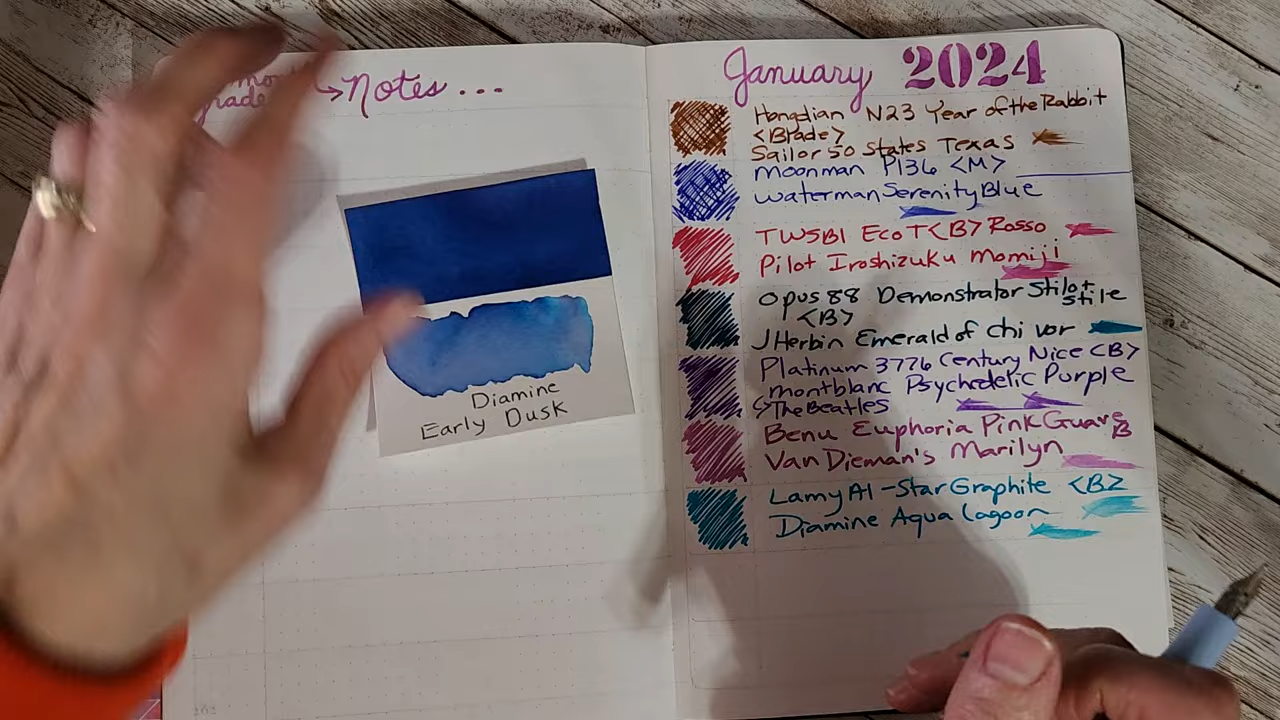 Notes...
Diamine
Early Dusk
January 2024
Hongdian N23 Year of the Rabbit
<Blade>
Sailor 50 States Texas
moonman P136 <M>
Waterman Serenity Blue
TWSBI Eco T<B> Rosso
Pilot Iroshizuku momiji
Opus 88 Demonstrator Stilo+
stile
<B>
JHerbin Emerald of chivor
Platinum 3776 Century Nice <B>
montblanc Psychedelic Purple
The Beatles
Benu Euphoria Pink Guava
B
Van Dieman's Marilyn
Lamy Al-Star Graphite <B>
Diamine Aqua Lagoon